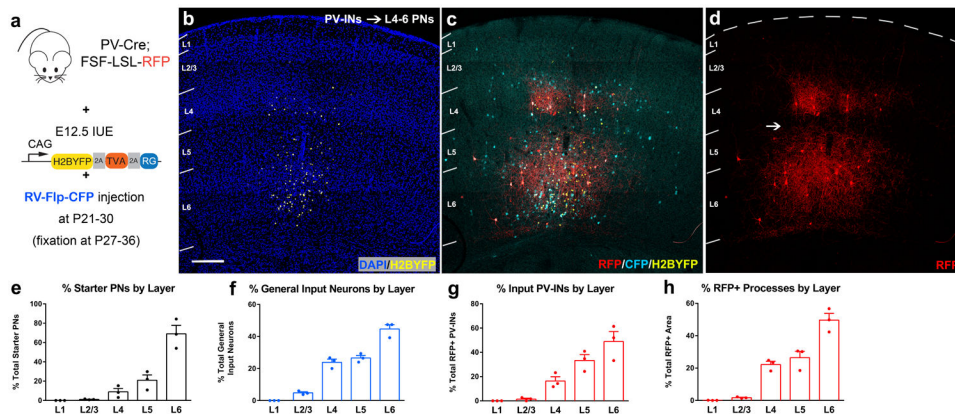 a
PV-Cre;
FSF-LSL-RFP
+
E12.5 IUE
CAG
H2BYFP 2A TVA 2A RG
+
RV-Flp-CFP injection
at P21-30
(fixation at P27-36)
b
PV-INs → L4-6 PNs
L1
L2/3
L4
L5
L6
DAPI/H2BYFP
c
L1
L2/3
L4
L5
L6
RFP/CFP/H2BYFP
d
L1
L2/3
L4
L5
L6
RFP
e
% Starter PNs by Layer
% Total Starter PNs
100
80
60
40
20
0
L1 L2/3 L4 L5 L6
f
% General Input Neurons by Layer
% Total General
Input Neurons
60
40
20
0
L1 L2/3 L4 L5 L6
g
% Input PV-INs by Layer
% Total RFP+ PV-INs
80
60
40
20
0
L1 L2/3 L4 L5 L6
h
% RFP+ Processes by Layer
% Total RFP+ Area
60
40
20
0
L1 L2/3 L4 L5 L6